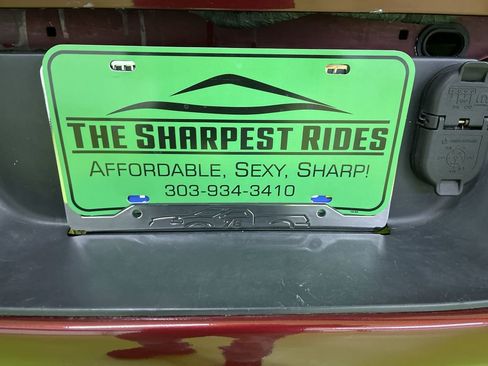 THE SHARPEST RIDES
AFFORDABLE, SEXY, SHARP!
303-934-3410